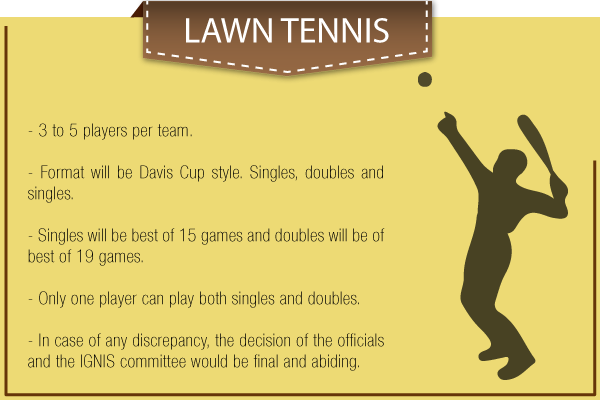 LAWN TENNIS
- 3 to 5 players per team.
- Format will be Davis Cup style. Singles, doubles and
singles.
- Singles will be best of 15 games and doubles will be of
best of 19 games.
- Only one player can play both singles and doubles.
- In case of any discrepancy, the decision of the officials
and the IGNIS committee would be final and abiding.